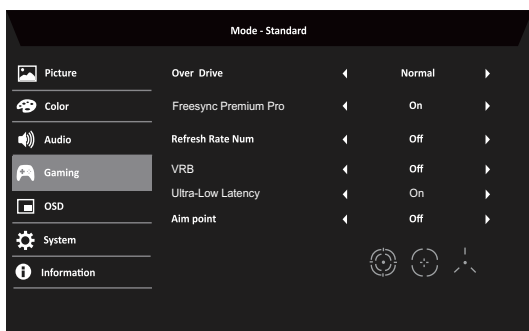 Mode - Standard
Picture
Over Drive Normal
Color
Freesync Premium Pro On
Audio
Refresh Rate Num Off
Gaming
VRB Off
Ultra-Low Latency On
OSD
Aim point Off
System
Information